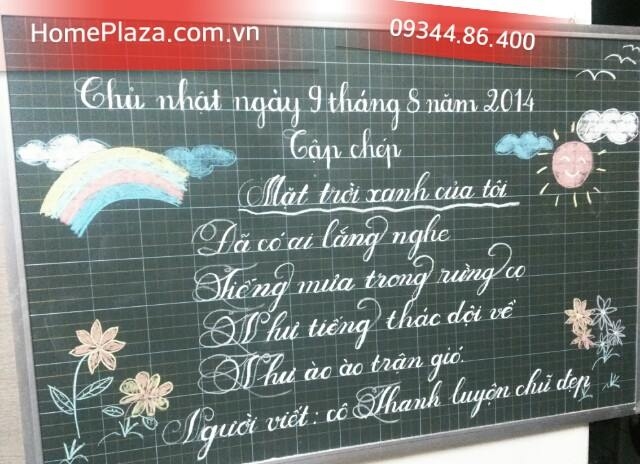 HomePlaza.com.vn 09344.86.400
Chủ nhật ngày 9 tháng 8 năm 2014
Tập chép
Mặt trời xanh của tôi
Đã có ai lắng nghe
Tiếng mưa trong rừng cọ
Như tiếng thác dội về
Như ào ào trận gió.
Người viết: cô Thanh luyện chữ đẹp